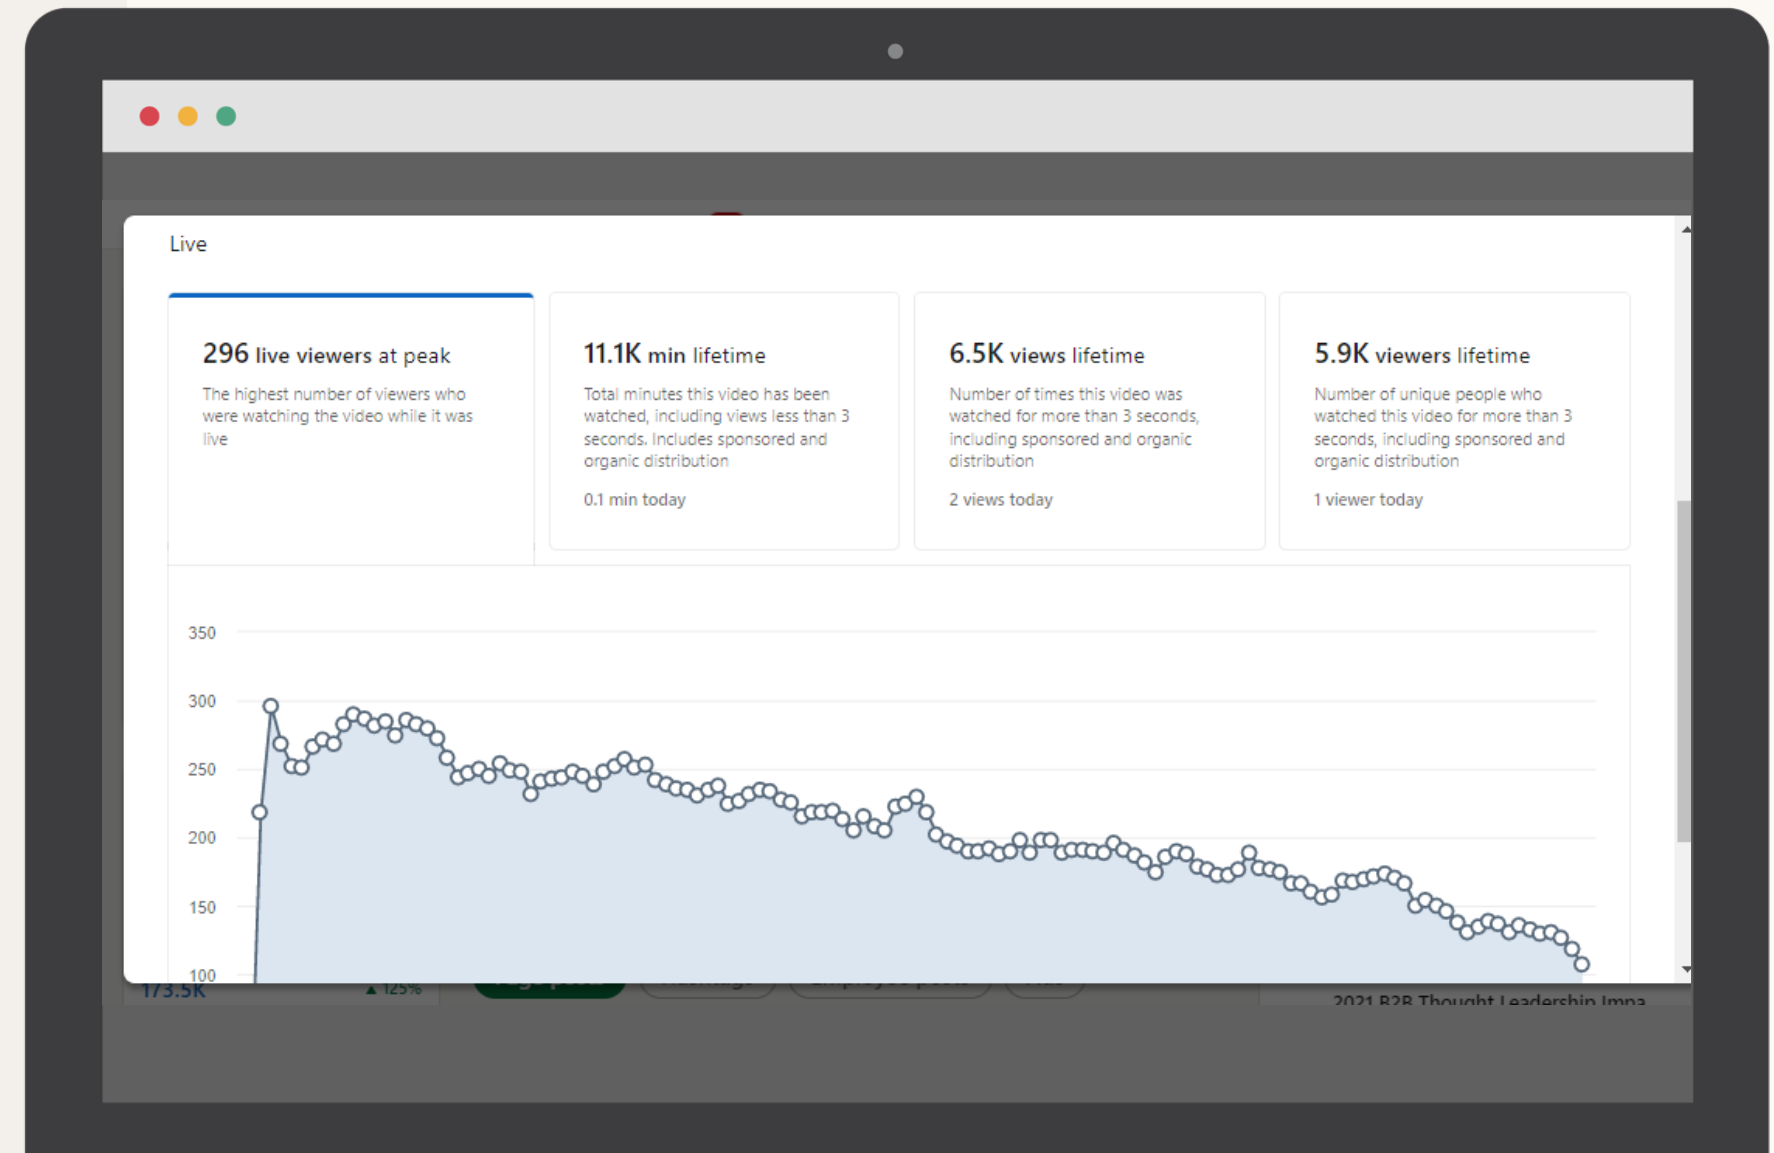 Live
296 live viewers at peak
The highest number of viewers who
were watching the video while it was
live
11.1K min lifetime
Total minutes this video has been
watched, including views less than 3
seconds. Includes sponsored and
organic distribution
0.1 min today
6.5K views lifetime
Number of times this video was
watched for more than 3 seconds,
including sponsored and organic
distribution
2 views today
5.9K viewers lifetime
Number of unique people who
watched this video for more than 3
seconds, including sponsored and
organic distribution
1 viewer today
350
300
250
200
150
100
173.5K
125%
2021 B2B Thought Leadership Impa